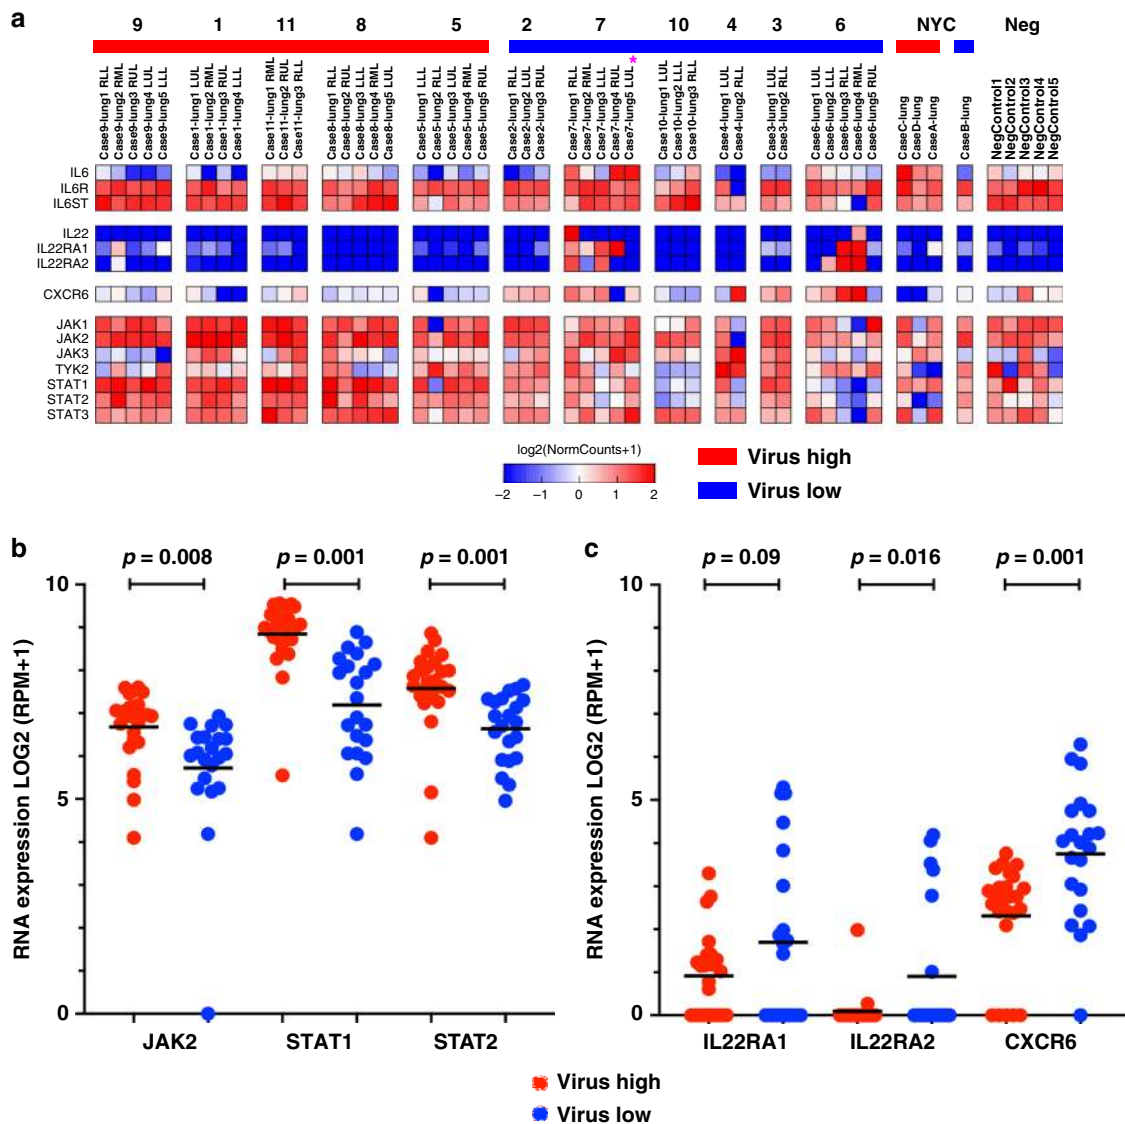 a
9 1 11 8 5 2 7 10 4 3 6 NYC Neg
*
Case9-lung1 RLL
Case9-lung2 RML
Case9-lung3 RUL
Case9-lung4 LUL
Case9-lung5 LLL
Case1-lung1 LUL
Case1-lung2 RML
Case1-lung3 RUL
Case1-lung4 LLL
Case11-lung1 RML
Case11-lung2 RUL
Case11-lung3 RLL
Case8-lung1 RLL
Case8-lung2 RUL
Case8-lung3 LLL
Case8-lung4 RML
Case8-lung5 LUL
Case5-lung1 LLL
Case5-lung2 RLL
Case5-lung3 LUL
Case5-lung4 RML
Case5-lung5 RUL
Case2-lung1 RLL
Case2-lung2 LUL
Case2-lung3 RUL
Case7-lung1 RLL
Case7-lung2 RML
Case7-lung3 LLL
Case7-lung4 RUL
Case7-lung5 LUL
Case10-lung1 LUL
Case10-lung2 LLL
Case10-lung3 RLL
Case4-lung1 LUL
Case4-lung2 RLL
Case3-lung1 LUL
Case3-lung2 RLL
Case6-lung1 LUL
Case6-lung2 LLL
Case6-lung3 RLL
Case6-lung4 RML
Case6-lung5 RUL
CaseC-lung
CaseD-lung
CaseA-lung
CaseB-lung
NegControl1
NegControl2
NegControl3
NegControl4
NegControl5
IL6
IL6R
IL6ST
IL22
IL22RA1
IL22RA2
CXCR6
JAK1
JAK2
JAK3
TYK2
STAT1
STAT2
STAT3
log2(NormCounts+1)
−2 −1 0 1 2
Virus high
Virus low
b
p = 0.008 p = 0.001 p = 0.001
RNA expression LOG2 (RPM+1)
10
5
0
JAK2 STAT1 STAT2
c
p = 0.09 p = 0.016 p = 0.001
RNA expression LOG2 (RPM+1)
10
5
0
IL22RA1 IL22RA2 CXCR6
Virus high
Virus low